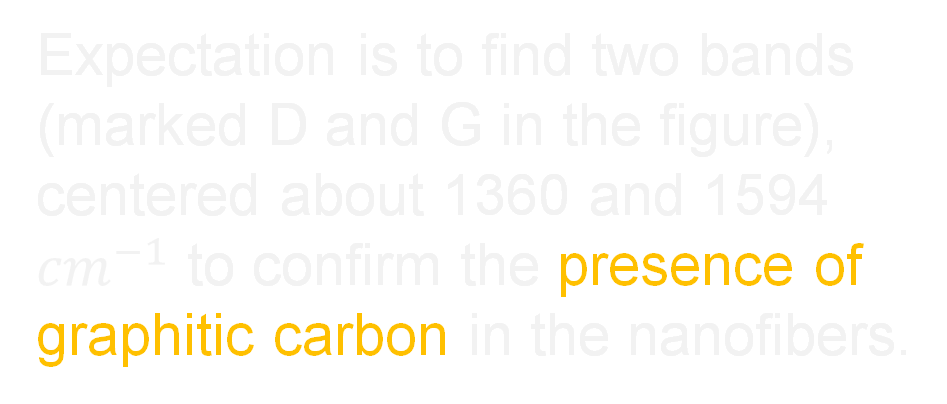 Expectation is to find two bands
(marked D and G in the figure),
centered about 1360 and 1594
cm⁻¹ to confirm the presence of
graphitic carbon in the nanofibers.